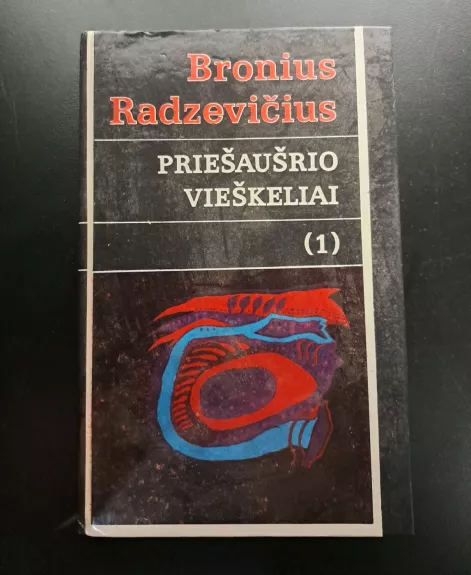 Bronius
Radzevičius
PRIEŠAUŠRIO
VIEŠKELIAI
(1)